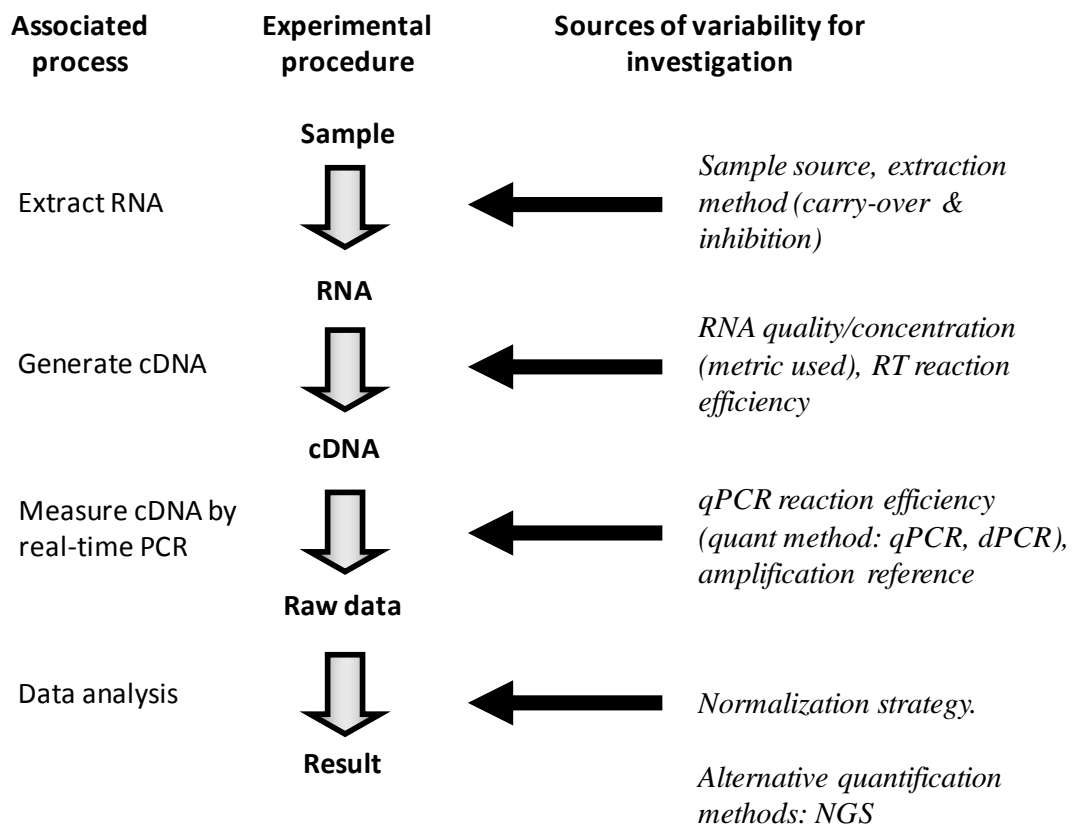 Associated process
Experimental procedure
Sources of variability for investigation
Sample
Extract RNA
Sample source, extraction
method (carry-over &
inhibition)
RNA
Generate cDNA
RNA quality/concentration
(metric used), RT reaction
efficiency
cDNA
Measure cDNA by
real-time PCR
qPCR reaction efficiency
(quant method: qPCR, dPCR),
amplification reference
Raw data
Data analysis
Normalization strategy.
Result
Alternative quantification
methods: NGS